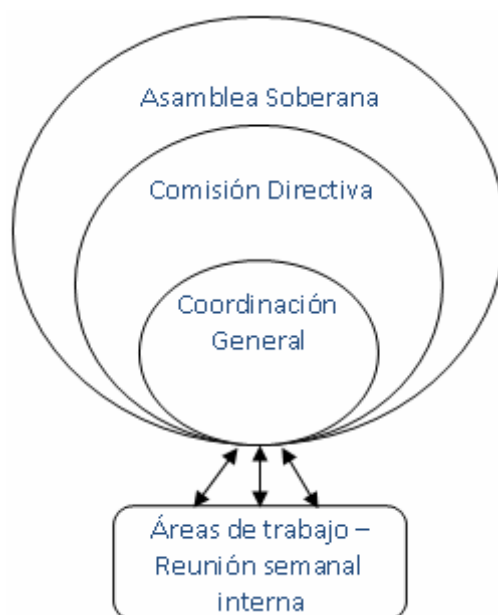 Asamblea Soberana
Comisión Directiva
Coordinación
General
Áreas de trabajo –
Reunión semanal
interna